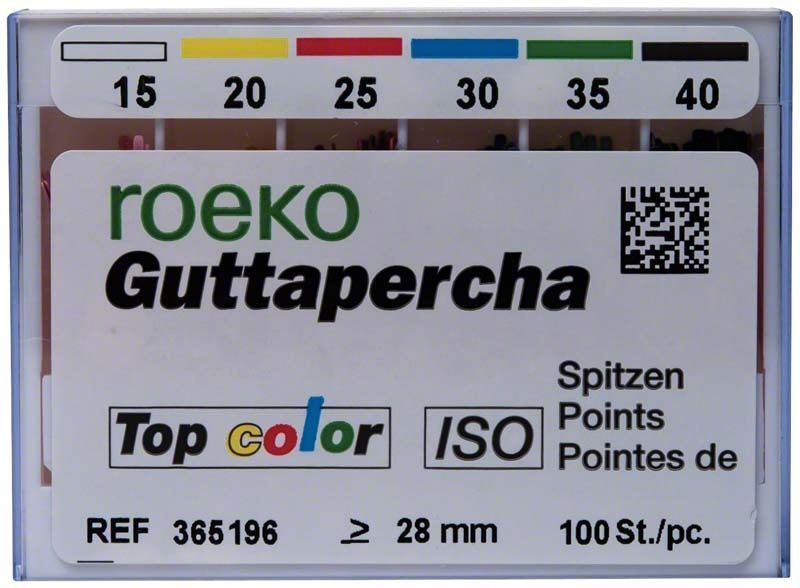 15 20 25 30 35 40
roeko
Guttapercha
Top color
ISO
Spitzen
Points
Pointes de
REF 365196 ≥ 28 mm 100 St./pc.